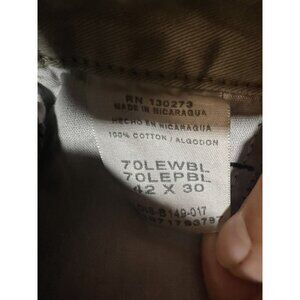 RN 130273
MADE IN NICARAGUA
HECHO EN NICARAGUA
100% COTTON / ALGODON
70LEWBL
70LEPBL
42 X 30